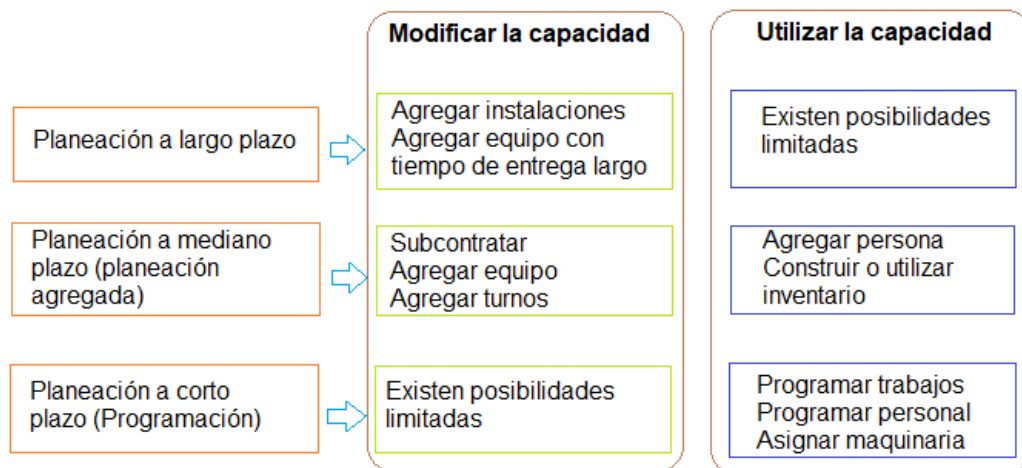 Modificar la capacidad
Utilizar la capacidad
Planeación a largo plazo
Agregar instalaciones
Agregar equipo con
tiempo de entrega largo
Existen posibilidades
limitadas
Planeación a mediano
plazo (planeación
agregada)
Subcontratar
Agregar equipo
Agregar turnos
Agregar persona
Construir o utilizar
inventario
Planeación a corto
plazo (Programación)
Existen posibilidades
limitadas
Programar trabajos
Programar personal
Asignar maquinaria